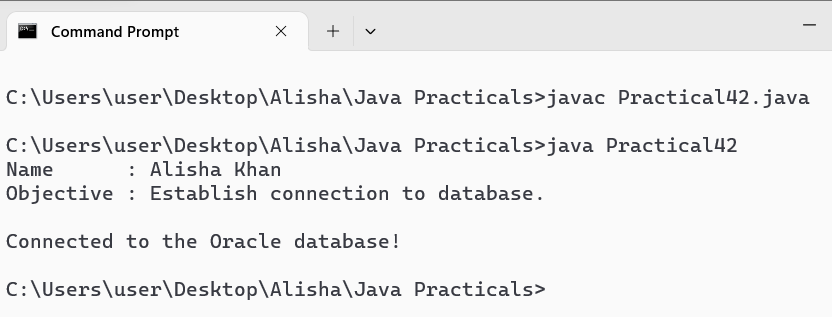 Command Prompt
C:\Users\user\Desktop\Alisha\Java Practicals>javac Practical42.java
C:\Users\user\Desktop\Alisha\Java Practicals>java Practical42
Name      : Alisha Khan
Objective : Establish connection to database.
Connected to the Oracle database!
C:\Users\user\Desktop\Alisha\Java Practicals>